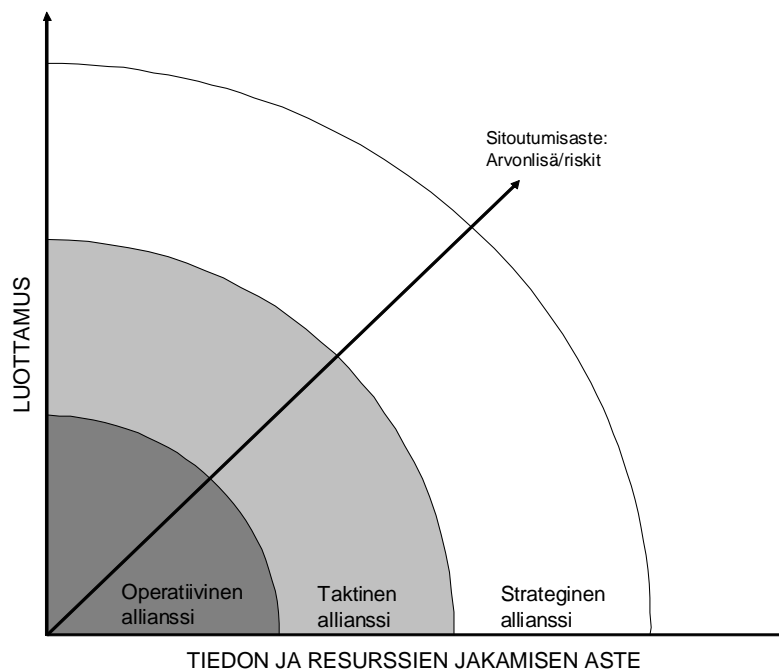 Sitoutumisaste:
Arvonlisä/riskit
LUOTTAMUS
Operatiivinen
allianssi
Taktinen
allianssi
Strateginen
allianssi
TIEDON JA RESURSSIEN JAKAMISEN ASTE